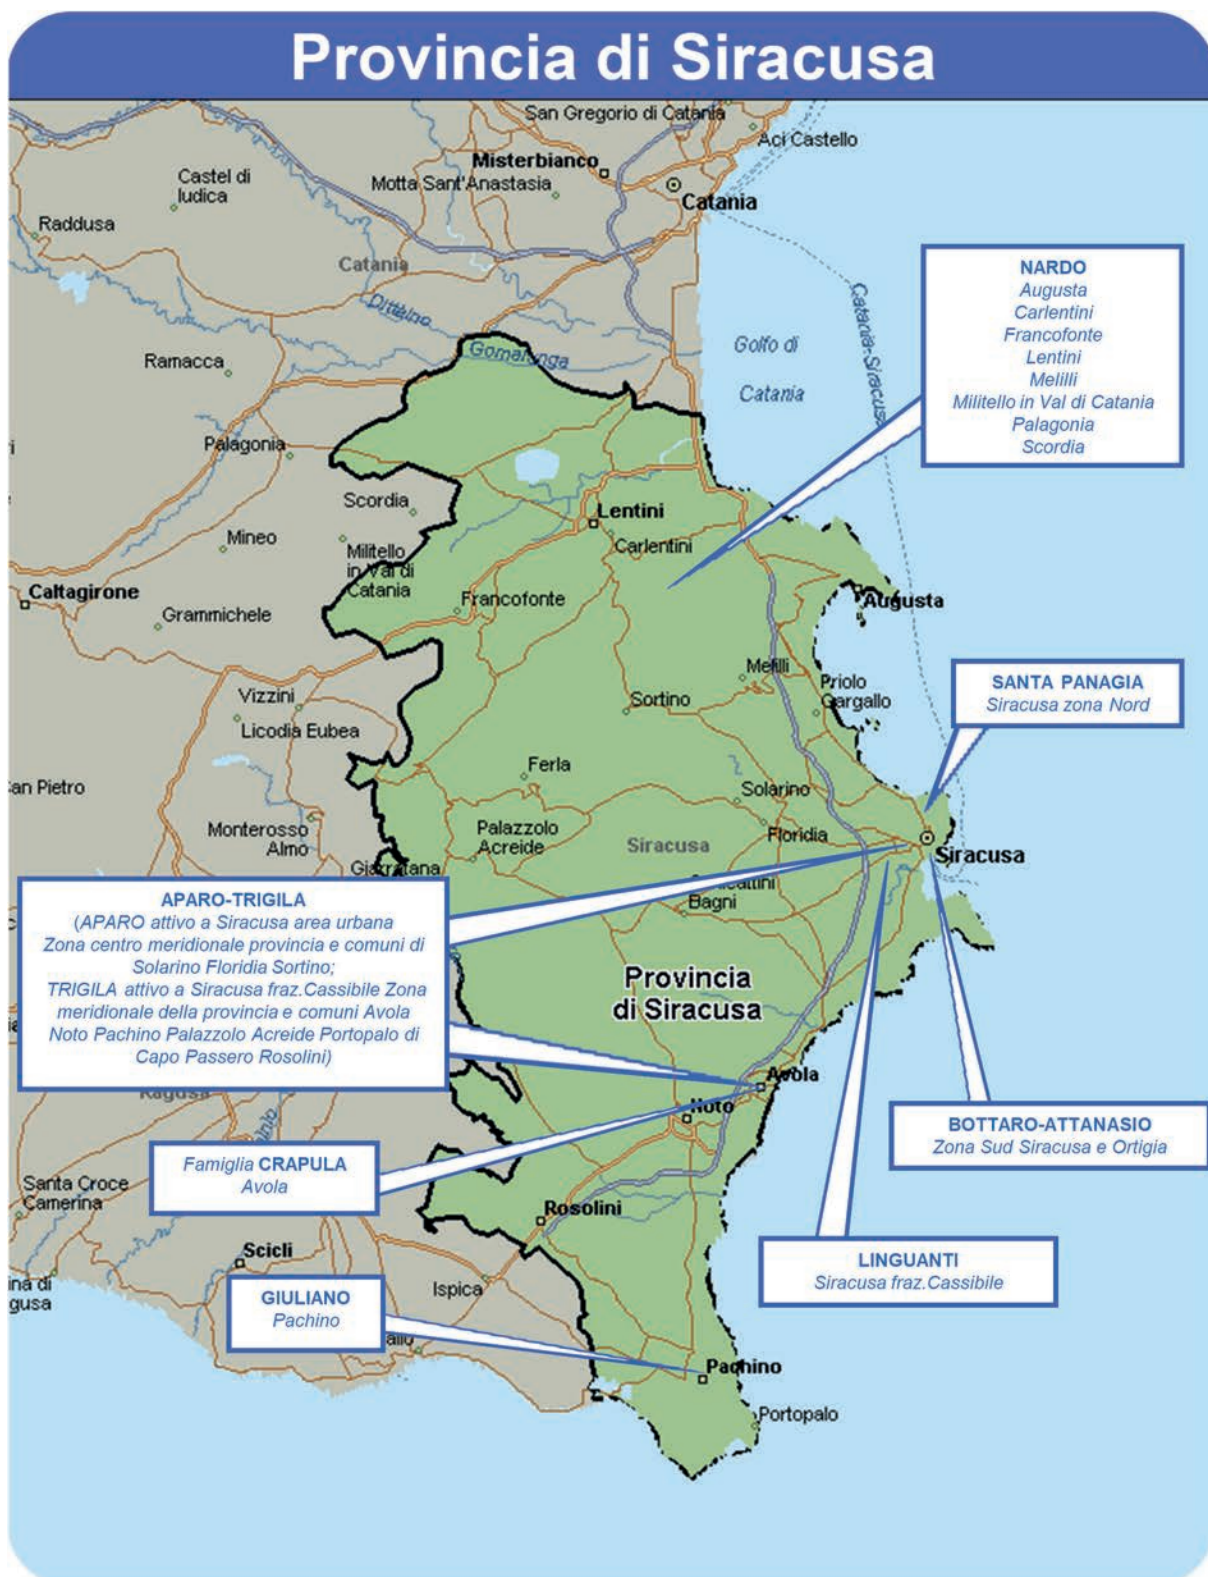 Provincia di Siracusa
San Gregorio di Catania
Aci Castello
Misterbianco
Motta Sant'Anastasia
Catania
Castel di
Iudica
Raddusa
Catania
Dittaino
Gornalunga
Golfo di
Catania
Catania-Siracusa
NARDO
Augusta
Carlentini
Francofonte
Lentini
Melilli
Militello in Val di Catania
Palagonia
Scordia
Ramacca
Palagonia
Scordia
Mineo
Militello
in Val di
Catania
Lentini
Carlentini
Caltagirone
Grammichele
Francofonte
Augusta
Melilli
Priolo
Gargallo
SANTA PANAGIA
Siracusa zona Nord
Vizzini
Licodia Eubea
Sortino
an Pietro
Ferla
Solarino
Monterosso
Almo
Palazzolo
Acreide
Siracusa
Floridia
Siracusa
Giarratana
Bagni
APARO-TRIGILA
(APARO attivo a Siracusa area urbana
Zona centro meridionale provincia e comuni di
Solarino Floridia Sortino;
TRIGILA attivo a Siracusa fraz.Cassibile Zona
meridionale della provincia e comuni Avola
Noto Pachino Palazzolo Acreide Portopalo di
Capo Passero Rosolini)
Provincia
di Siracusa
Ragusa
Avola
Noto
BOTTARO-ATTANASIO
Zona Sud Siracusa e Ortigia
Famiglia CRAPULA
Avola
Santa Croce
Camerina
Rosolini
Scicli
LINGUANTI
Siracusa fraz.Cassibile
ina di
gusa
Ispica
GIULIANO
Pachino
allo
Pachino
Portopalo